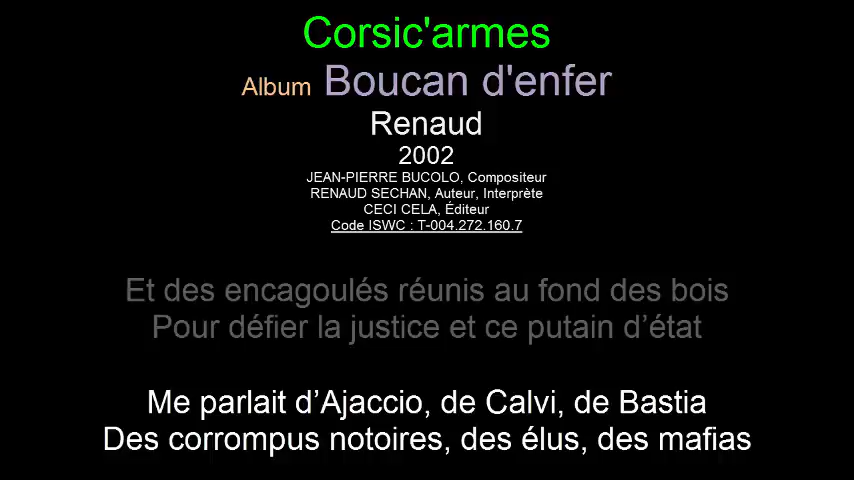 Corsic'armes
Album Boucan d'enfer
Renaud
2002
JEAN-PIERRE BUCOLO, Compositeur
RENAUD SECHAN, Auteur, Interprète
CECI CELA, Éditeur
Code ISWC : T-004.272.160.7
Et des encagoulés réunis au fond des bois
Pour défier la justice et ce putain d’état
Me parlait d’Ajaccio, de Calvi, de Bastia
Des corrompus notoires, des élus, des mafias